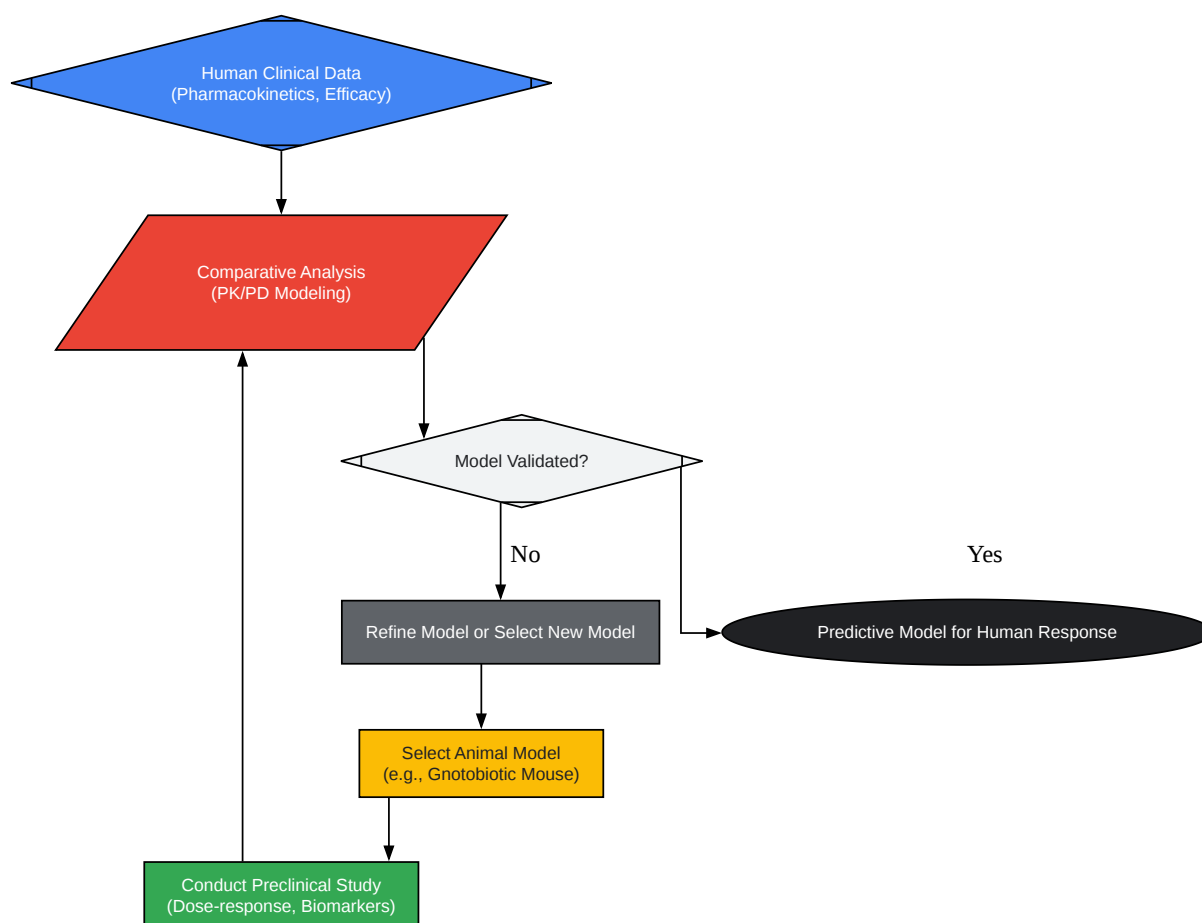 Human Clinical Data
(Pharmacokinetics, Efficacy)
Comparative Analysis
(PK/PD Modeling)
Model Validated?
No
Yes
Refine Model or Select New Model
Predictive Model for Human Response
Select Animal Model
(e.g., Gnotobiotic Mouse)
Conduct Preclinical Study
(Dose-response, Biomarkers)